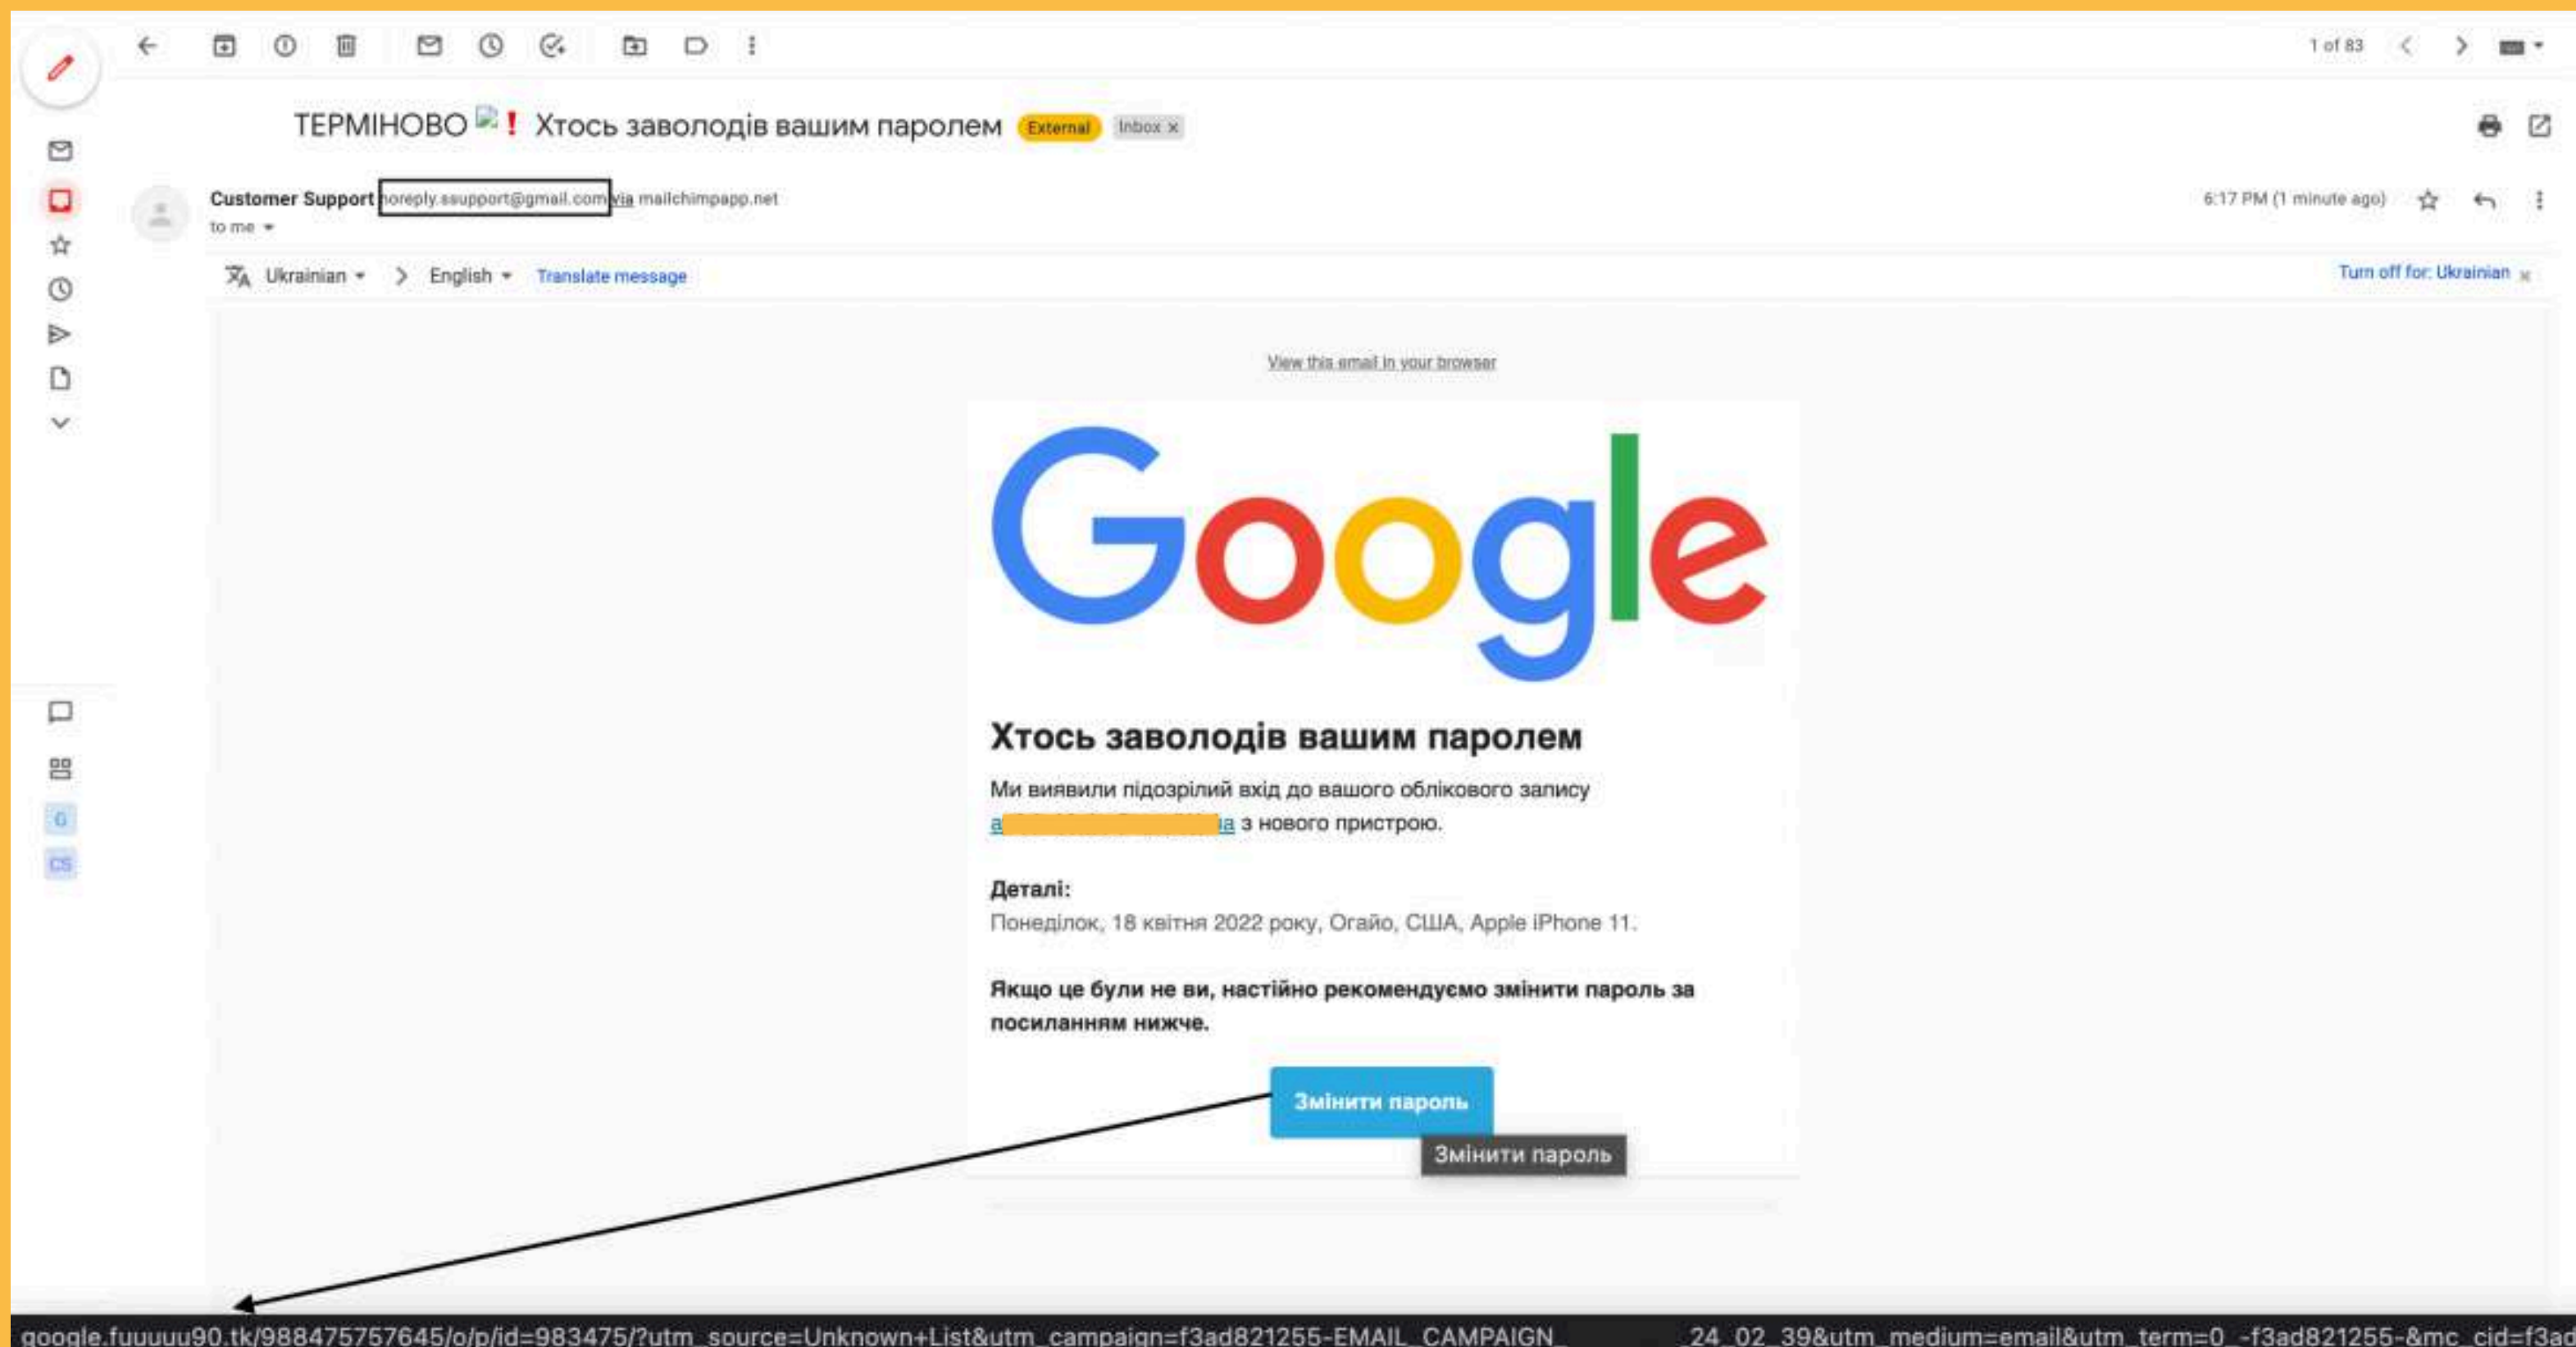 1 of 83
ТЕРМІНОВО ❗ Хтось заволодів вашим паролем External Inbox x
Customer Support noreply.ssupport@gmail.com via mailchimpapp.net
6:17 PM (1 minute ago)
to me
Ukrainian > English Translate message
Turn off for: Ukrainian x
View this email in your browser
Google
Хтось заволодів вашим паролем
Ми виявили підозрілий вхід до вашого облікового запису
a па з нового пристрою.
Деталі:
Понеділок, 18 квітня 2022 року, Огайо, США, Apple iPhone 11.
Якщо це були не ви, настійно рекомендуємо змінити пароль за
посиланням нижче.
Змінити пароль
Змінити пароль
G
CS
google.fuuuuu90.tk/988475757645/o/p/id=983475/?utm_source=Unknown+List&utm_campaign=f3ad821255-EMAIL_CAMPAIGN_ _24_02_39&utm_medium=email&utm_term=0_-f3ad821255-&mc_cid=f3ad